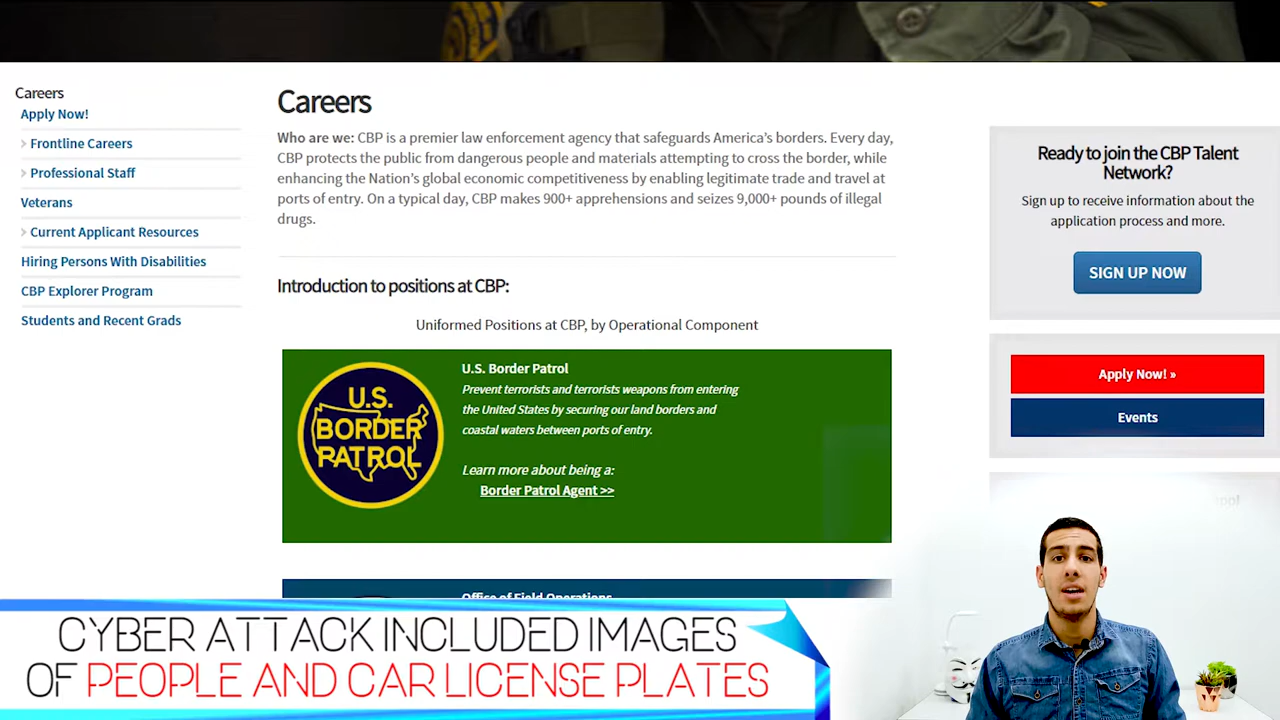 Careers
Apply Now!
Frontline Careers
Professional Staff
Veterans
Current Applicant Resources
Hiring Persons With Disabilities
CBP Explorer Program
Students and Recent Grads
Careers
Who are we: CBP is a premier law enforcement agency that safeguards America's borders. Every day,
CBP protects the public from dangerous people and materials attempting to cross the border, while
enhancing the Nation's global economic competitiveness by enabling legitimate trade and travel at
ports of entry. On a typical day, CBP makes 900+ apprehensions and seizes 9,000+ pounds of illegal
drugs.
Introduction to positions at CBP:
Uniformed Positions at CBP, by Operational Component
U.S.
BORDER
PATROL
U.S. Border Patrol
Prevent terrorists and terrorists weapons from entering
the United States by securing our land borders and
coastal waters between ports of entry.
Learn more about being a:
Border Patrol Agent >>
Office of Field Operations
Ready to join the CBP Talent
Network?
Sign up to receive information about the
application process and more.
SIGN UP NOW
Apply Now! »
Events
CYBER ATTACK INCLUDED IMAGES
OF PEOPLE AND CAR LICENSE PLATES